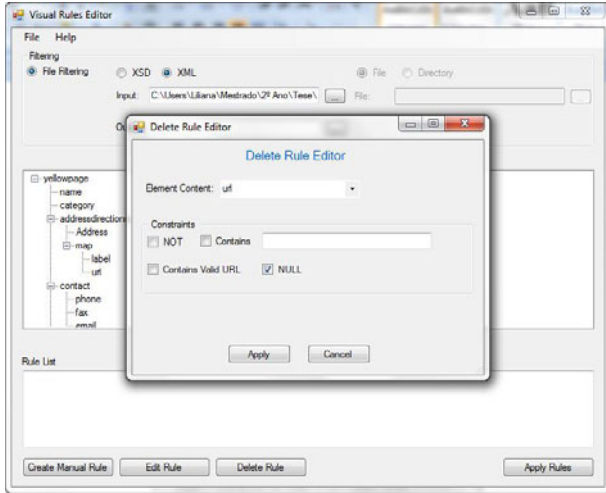 Visual Rules Editor
File Help
Filtering
File Filtering XSD XML File Directory
Input: C:\Users\Liliana\Mestrado\2º Ano\Tese\ ... File: ...
Delete Rule Editor
Delete Rule Editor
Element Content: url
Constraints
NOT Contains
Contains Valid URL NULL
Apply Cancel
yellowpage
name
category
addressdirection
Address
map
label
url
contact
phone
fax
email
Rule List
Create Manual Rule Edit Rule Delete Rule Apply Rules